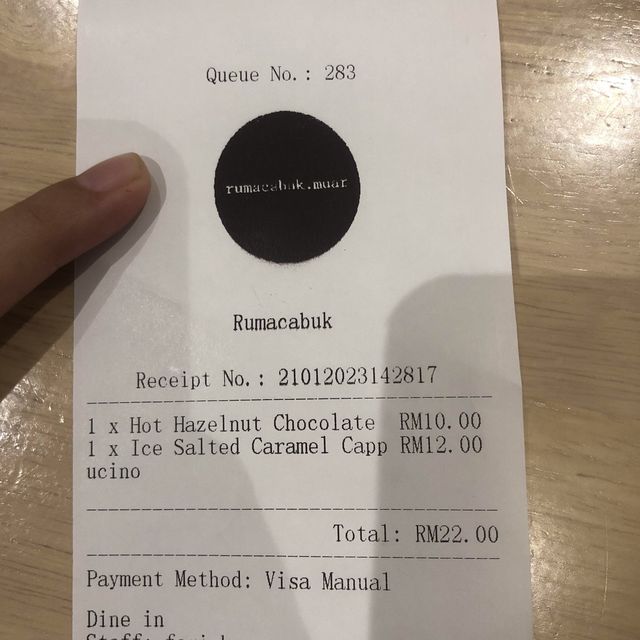 Queue No.: 283
rumacabuk.muar
Rumacabuk
Receipt No.: 21012023142817
1 x Hot Hazelnut Chocolate RM10.00
1 x Ice Salted Caramel Capp RM12.00
ucino
Total: RM22.00
Payment Method: Visa Manual
Dine in
Staff: